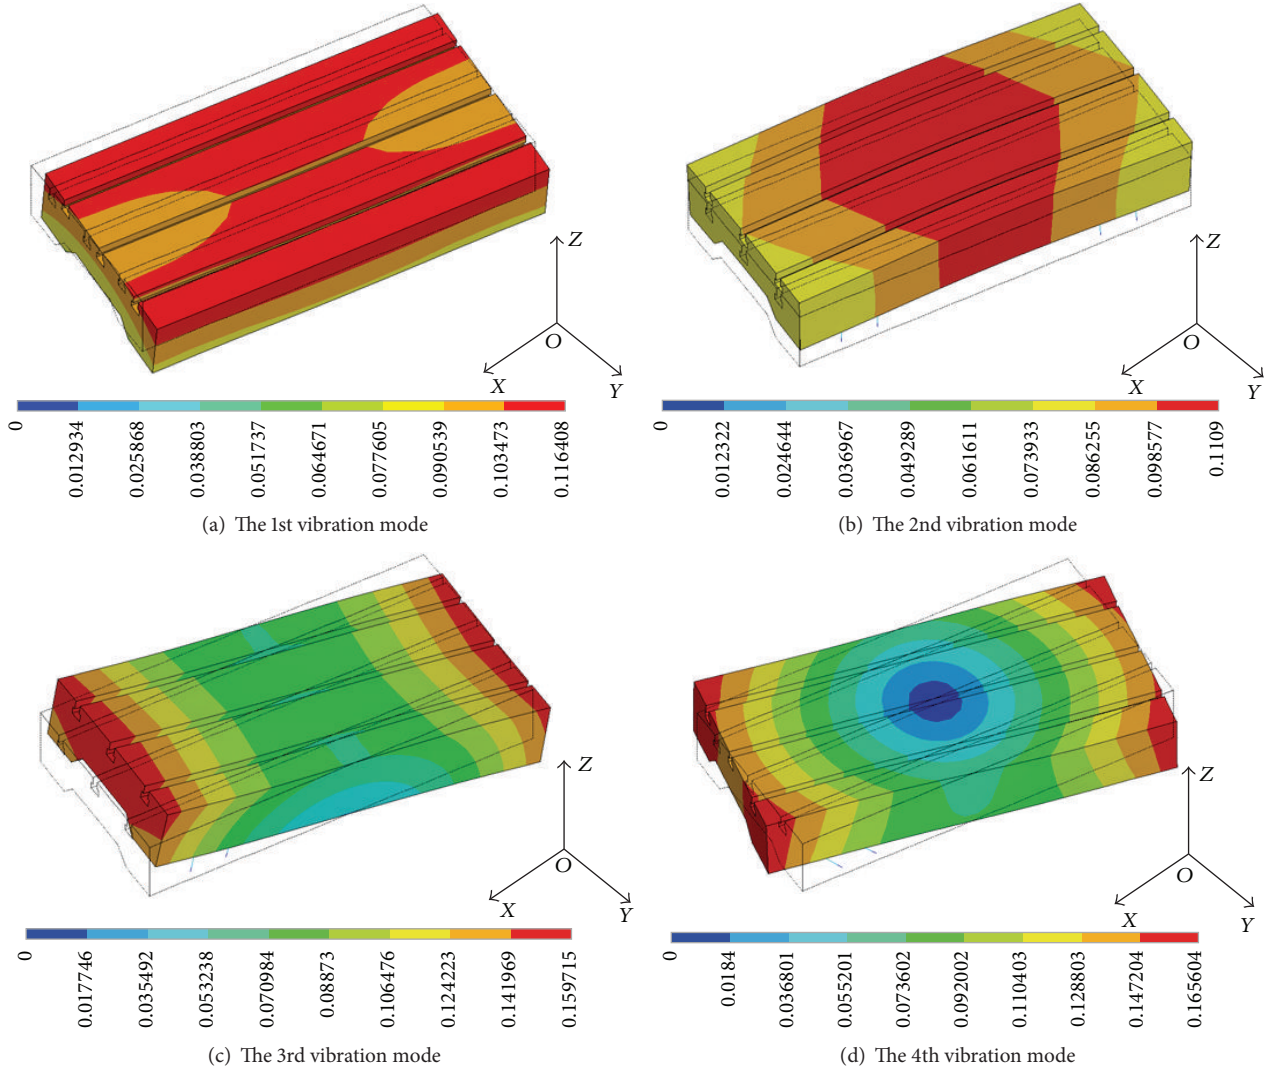 Z
O
X
Y
0
0.012934
0.025868
0.038803
0.051737
0.064671
0.077605
0.090539
0.103473
0.116408
(a) The 1st vibration mode
Z
O
X
Y
0
0.012322
0.024644
0.036967
0.049289
0.061611
0.073933
0.086255
0.098577
0.1109
(b) The 2nd vibration mode
Z
O
X
Y
0
0.017746
0.035492
0.053238
0.070984
0.08873
0.106476
0.124223
0.141969
0.159715
(c) The 3rd vibration mode
Z
O
X
Y
0
0.0184
0.036801
0.055201
0.073602
0.092002
0.110403
0.128803
0.147204
0.165604
(d) The 4th vibration mode